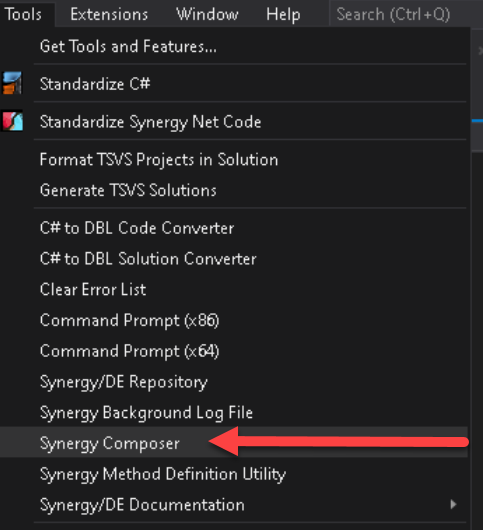 Tools Extensions Window Help Search (Ctrl+Q)
Get Tools and Features...
Standardize C#
Standardize Synergy Net Code
Format TSVS Projects in Solution
Generate TSVS Solutions
C# to DBL Code Converter
C# to DBL Solution Converter
Clear Error List
Command Prompt (x86)
Command Prompt (x64)
Synergy/DE Repository
Synergy Background Log File
Synergy Composer
Synergy Method Definition Utility
Synergy/DE Documentation